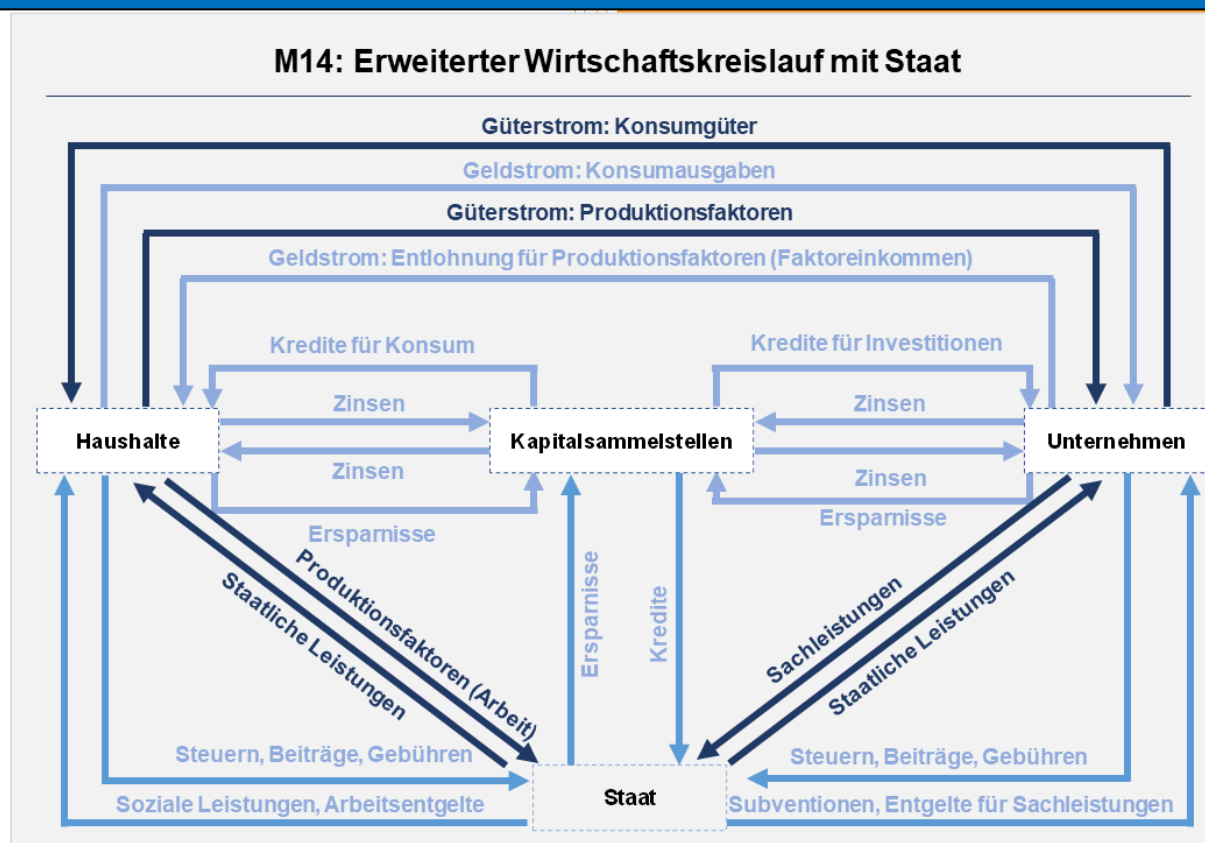 M14: Erweiterter Wirtschaftskreislauf mit Staat
Güterstrom: Konsumgüter
Geldstrom: Konsumausgaben
Güterstrom: Produktionsfaktoren
Geldstrom: Entlohnung für Produktionsfaktoren (Faktoreinkommen)
Kredite für Konsum
Kredite für Investitionen
Zinsen
Zinsen
Haushalte
Kapitalsammelstellen
Unternehmen
Zinsen
Zinsen
Ersparnisse
Ersparnisse
Produktionsfaktoren (Arbeit)
Staatliche Leistungen
Ersparnisse
Kredite
Sachleistungen
Staatliche Leistungen
Steuern, Beiträge, Gebühren
Steuern, Beiträge, Gebühren
Soziale Leistungen, Arbeitsentgelte
Staat
Subventionen, Entgelte für Sachleistungen